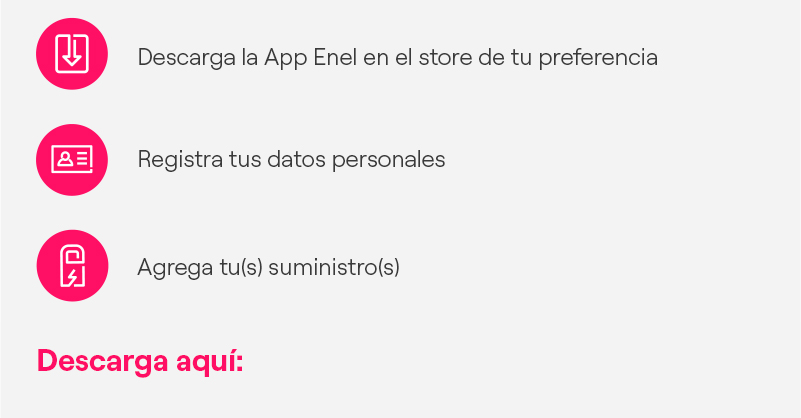 Descarga la App Enel en el store de tu preferencia
Registra tus datos personales
Agrega tu(s) suministro(s)
Descarga aquí: